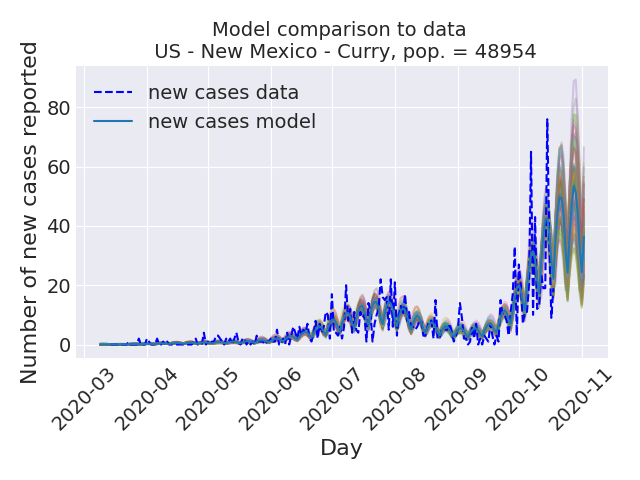 Model comparison to data
US - New Mexico - Curry, pop. = 48954
Number of new cases reported
80
60
40
20
0
new cases data
new cases model
2020-03
2020-04
2020-05
2020-06
2020-07
2020-08
2020-09
2020-10
2020-11
Day